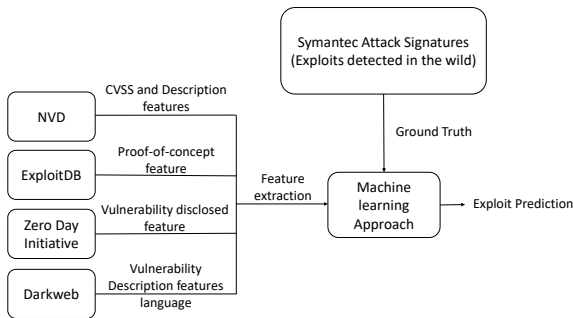 Symantec Attack Signatures
(Exploits detected in the wild)
CVSS and Description
features
NVD
Ground Truth
Proof-of-concept
feature
ExploitDB
Feature
extraction
Machine
learning
Approach
Exploit Prediction
Vulnerability disclosed
feature
Zero Day
Initiative
Vulnerability
Description features
language
Darkweb